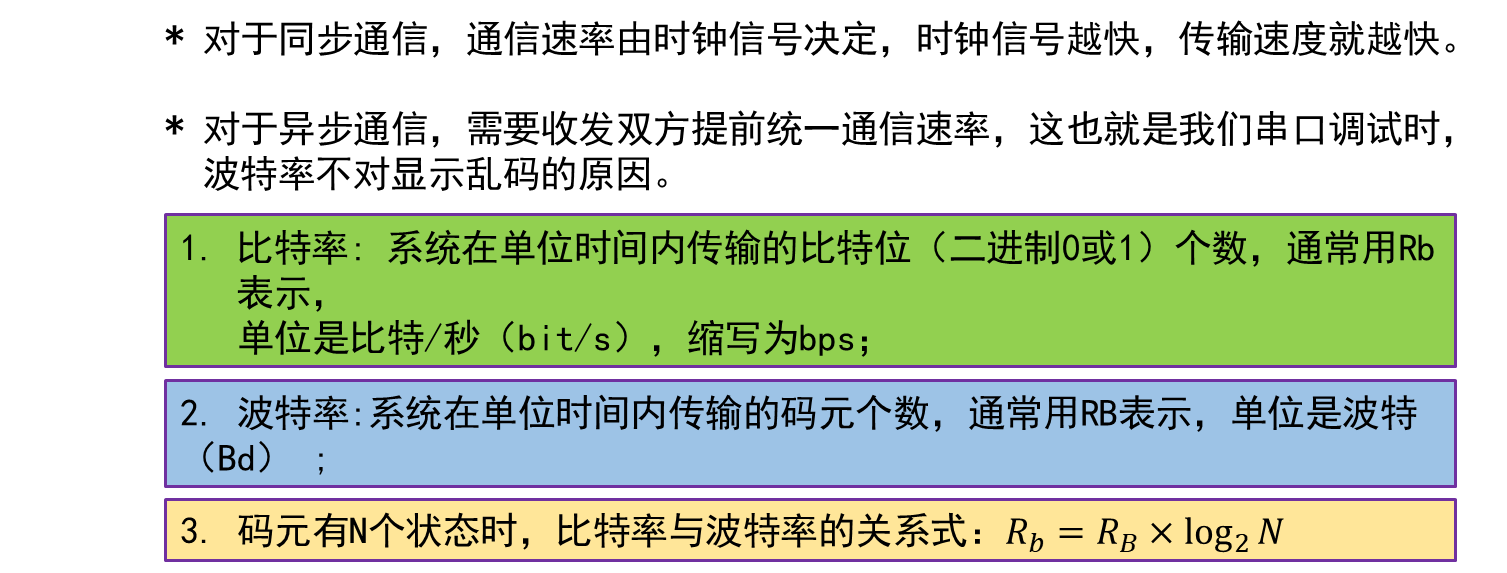 * 对于同步通信，通信速率由时钟信号决定，时钟信号越快，传输速度就越快。
* 对于异步通信，需要收发双方提前统一通信速率，这也就是我们串口调试时，
波特率不对显示乱码的原因。
1. 比特率: 系统在单位时间内传输的比特位（二进制0或1）个数，通常用Rb
表示，
单位是比特/秒（bit/s），缩写为bps；
2. 波特率:系统在单位时间内传输的码元个数，通常用RB表示，单位是波特
（Bd） ；
3. 码元有N个状态时，比特率与波特率的关系式：$R_b = R_B \times \log_2 N$